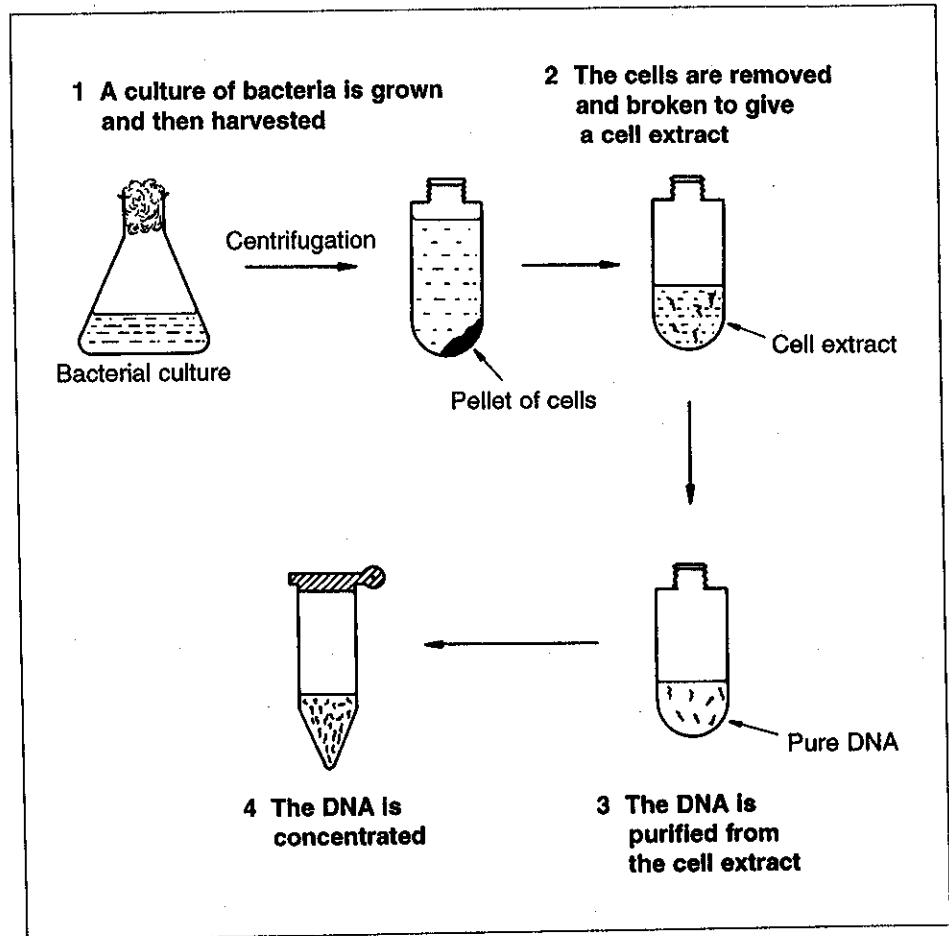 1 A culture of bacteria is grown
and then harvested
2 The cells are removed
and broken to give
a cell extract
Centrifugation
Bacterial culture
Pellet of cells
Cell extract
Pure DNA
4 The DNA is
concentrated
3 The DNA is
purified from
the cell extract